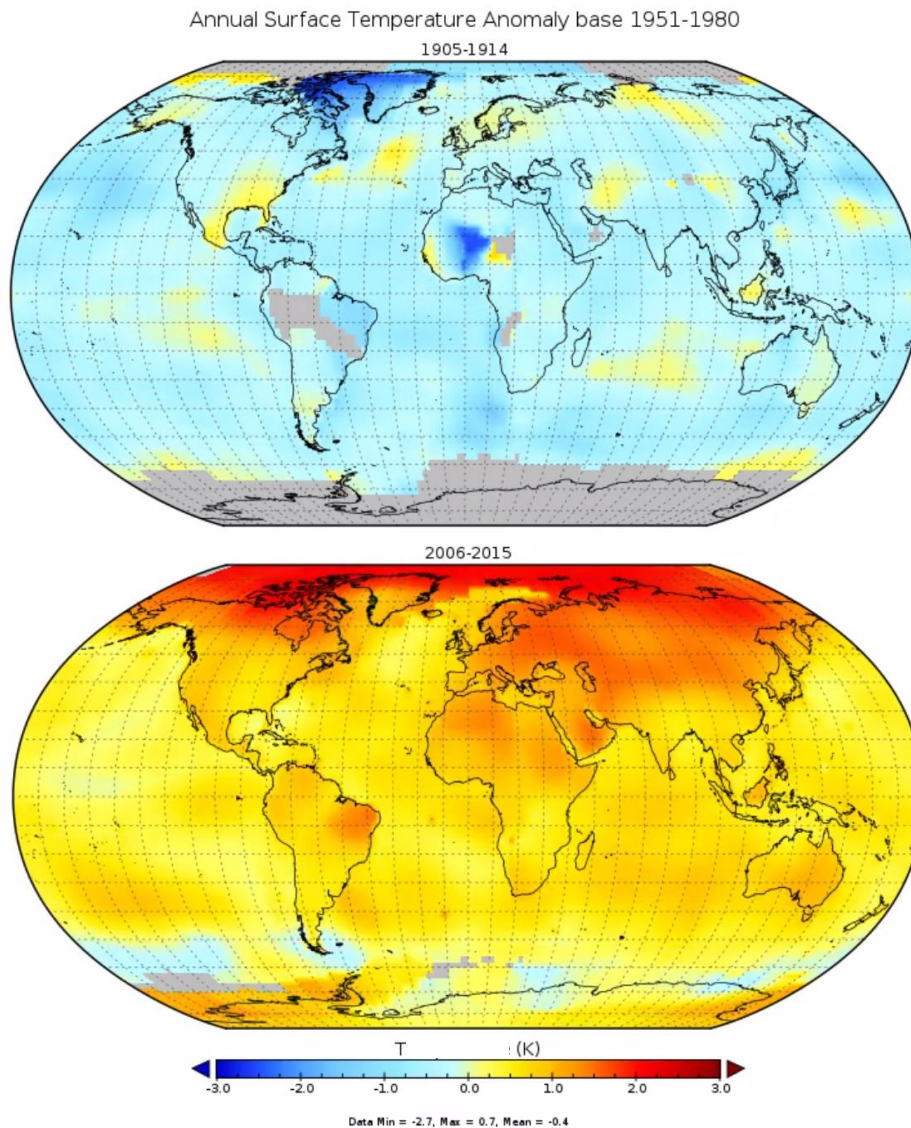 Annual Surface Temperature Anomaly base 1951-1980
1905-1914
2006-2015
T (K)
-3.0 -2.0 -1.0 0.0 1.0 2.0 3.0
Data Min = -2.7, Max = 0.7, Mean = -0.4